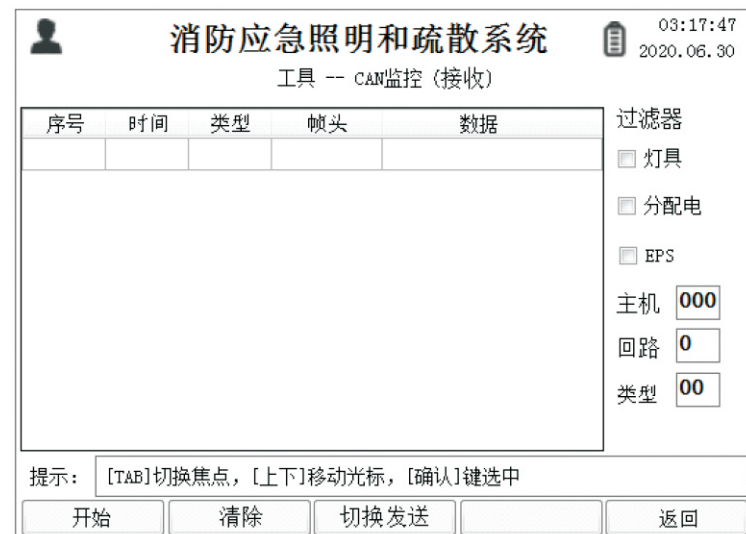 消防应急照明和疏散系统
03:17:47
2020.06.30
工具 -- CAN监控（接收）
序号 时间 类型 帧头 数据
过滤器
灯具
分配电
EPS
主机 000
回路 0
类型 00
提示： [TAB]切换焦点，[上下]移动光标，[确认]键选中
开始 清除 切换发送 返回